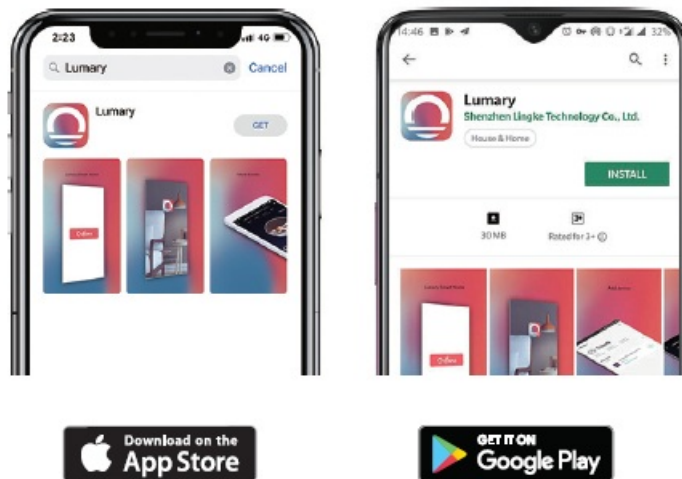 2:23
4G
Lumary
Cancel
Lumary
GET
14:46
32%
Lumary
Shenzhen Lingke Technology Co., Ltd.
House & Home
INSTALL
30 MB
Rated for 3+
Download on the
App Store
GET IT ON
Google Play